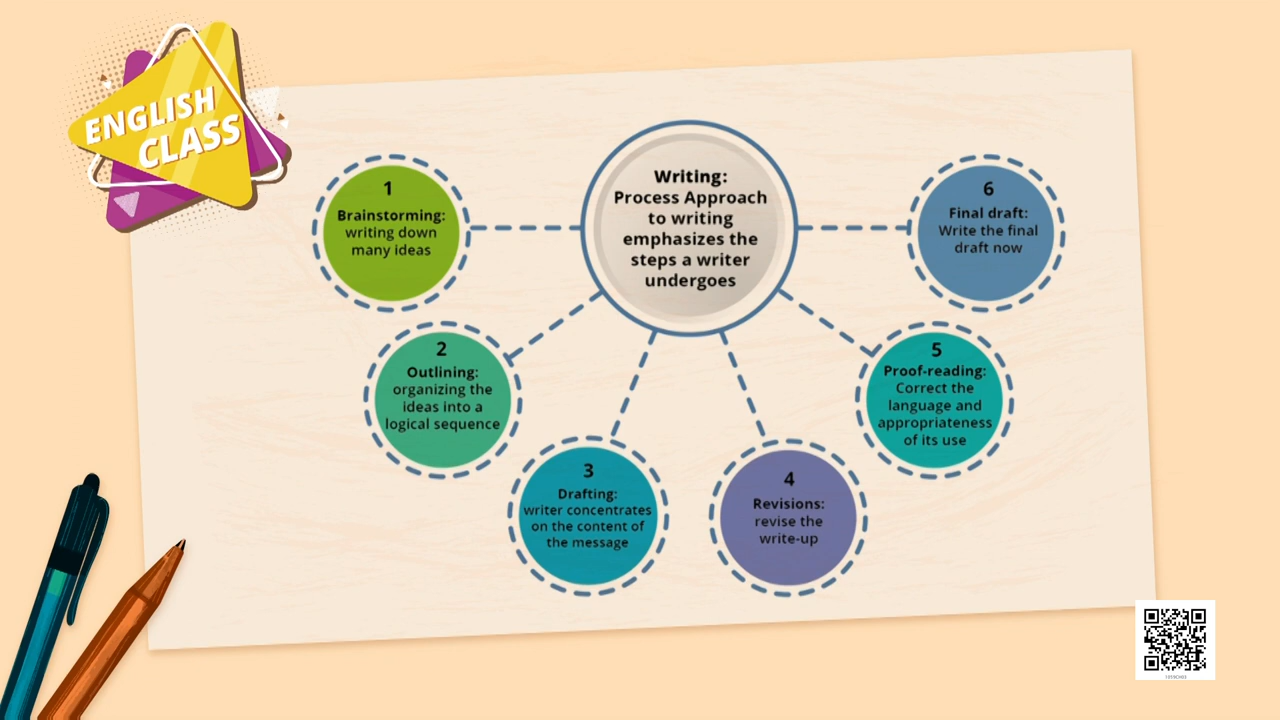 ENGLISH
CLASS
Writing:
Process Approach
to writing
emphasizes the
steps a writer
undergoes
1
Brainstorming:
writing down
many ideas
2
Outlining:
organizing the
ideas into a
logical sequence
3
Drafting:
writer concentrates
on the content of
the message
4
Revisions:
revise the
write-up
5
Proof-reading:
Correct the
language and
appropriateness
of its use
6
Final draft:
Write the final
draft now